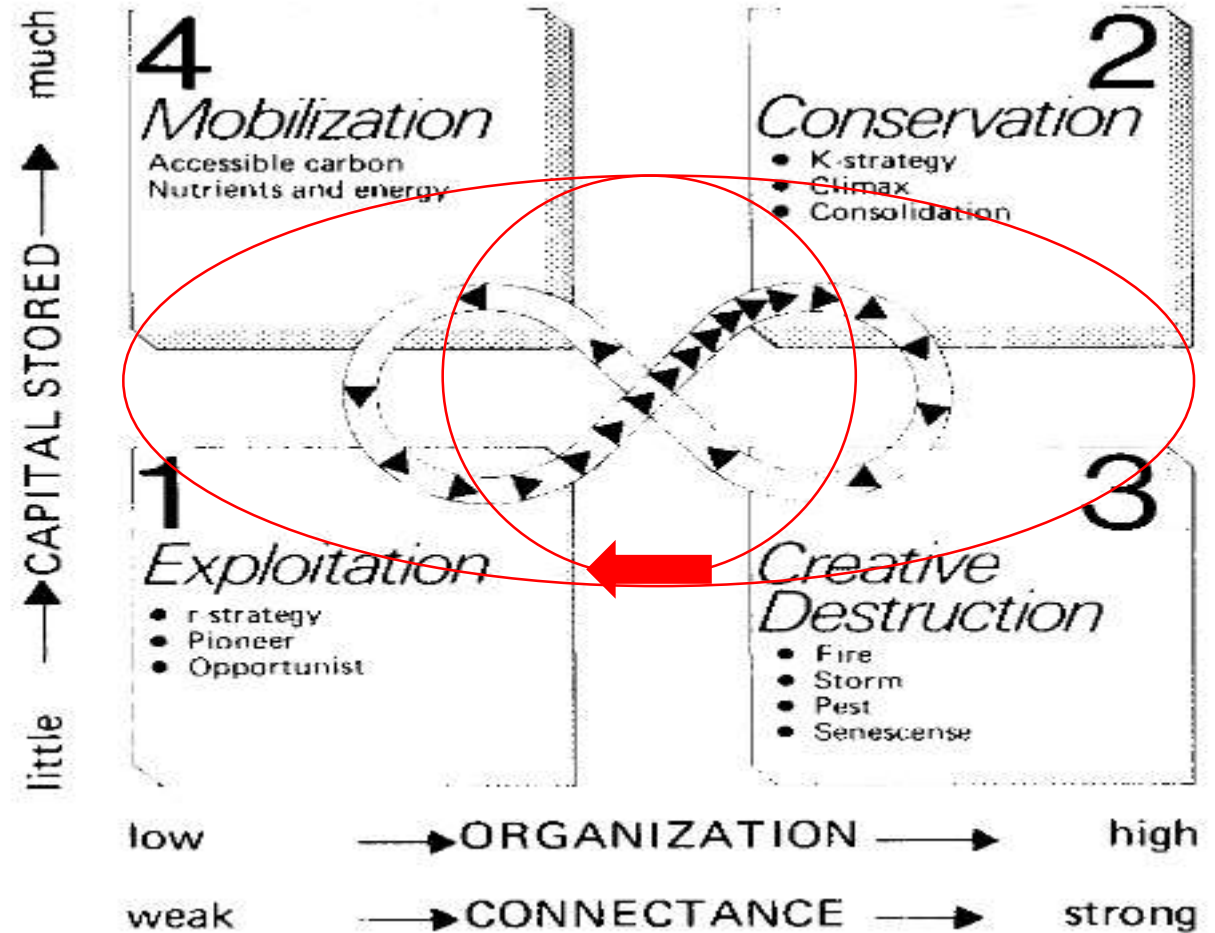 4
Mobilization
Accessible carbon
Nutrients and energy
2
Conservation
• K-strategy
• Climax
• Consolidation
1
Exploitation
• r-strategy
• Pioneer
• Opportunist
3
Creative
Destruction
• Fire
• Storm
• Pest
• Senescense
little CAPITAL STORED much
low ORGANIZATION high
weak CONNECTANCE strong